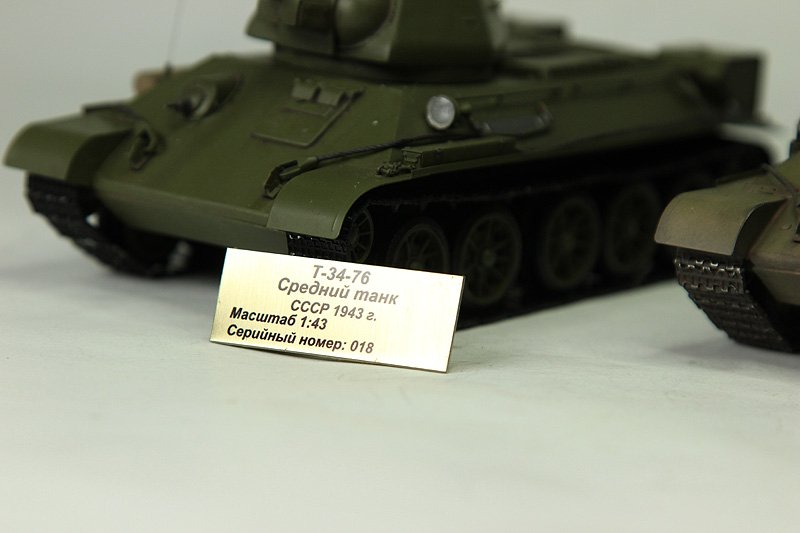 Т-34-76
Средний танк
СССР 1943 г.
Масштаб 1:43
Серийный номер: 018